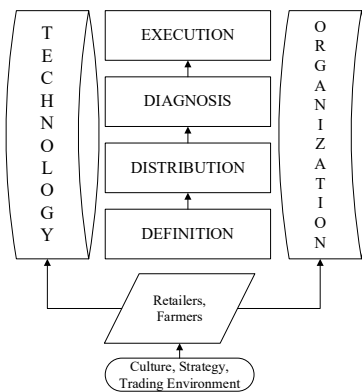 TECHNOLOGY
EXECUTION
DIAGNOSIS
DISTRIBUTION
DEFINITION
ORGANIZATION
Retailers,
Farmers
Culture, Strategy,
Trading Environment